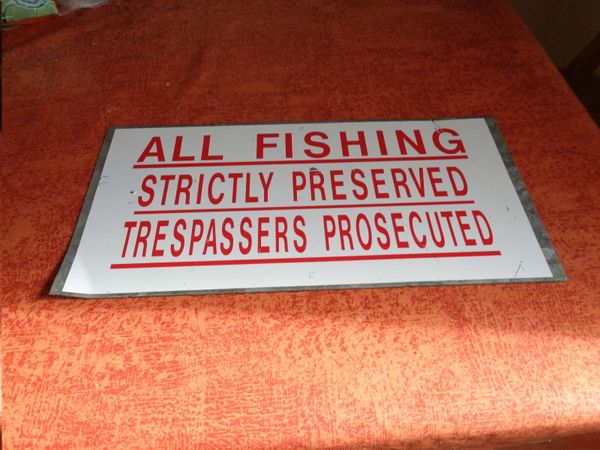 ALL FISHING
STRICTLY PRESERVED
TRESPASSERS PROSECUTED